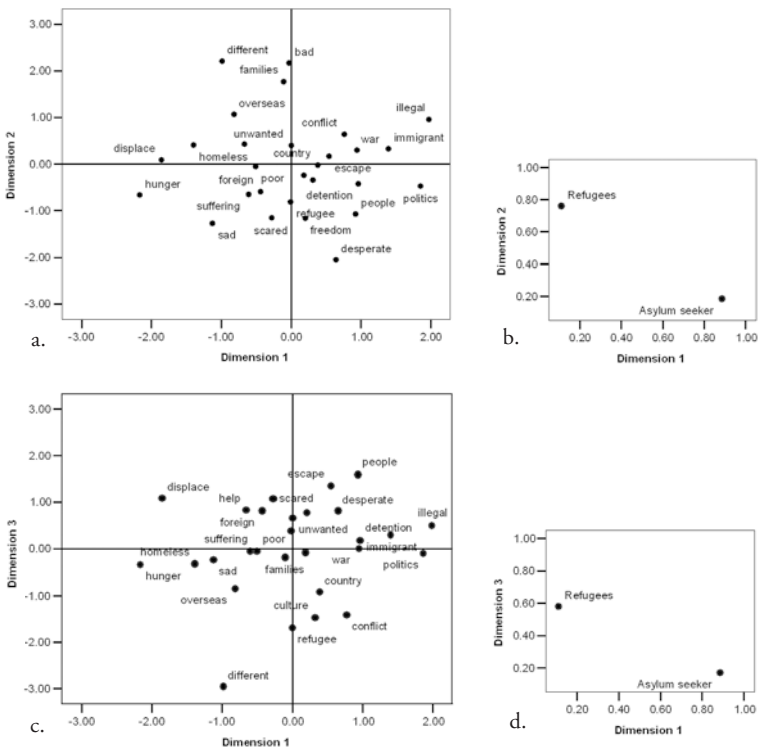 3.00
2.00
1.00
0.00
-1.00
-2.00
-3.00
Dimension 2
different
bad
families
overseas
illegal
conflict
unwanted
war
immigrant
displace
homeless
country
escape
hunger
foreign
poor
detention
politics
suffering
refugee
people
sad
scared
freedom
desperate
-3.00 -2.00 -1.00 0.00 1.00 2.00
Dimension 1
a.
1.00
0.80
0.60
0.40
0.20
Dimension 2
Refugees
Asylum seeker
0.20 0.40 0.60 0.80 1.00
Dimension 1
b.
3.00
2.00
1.00
0.00
-1.00
-2.00
-3.00
Dimension 3
people
escape
displace
help
scared
desperate
illegal
foreign
unwanted
detention
suffering
poor
homeless
immigrant
war
politics
hunger
sad
families
country
overseas
culture
conflict
refugee
different
-3.00 -2.00 -1.00 0.00 1.00 2.00
Dimension 1
c.
1.00
0.80
0.60
0.40
0.20
Dimension 3
Refugees
Asylum seeker
0.20 0.40 0.60 0.80 1.00
Dimension 1
d.